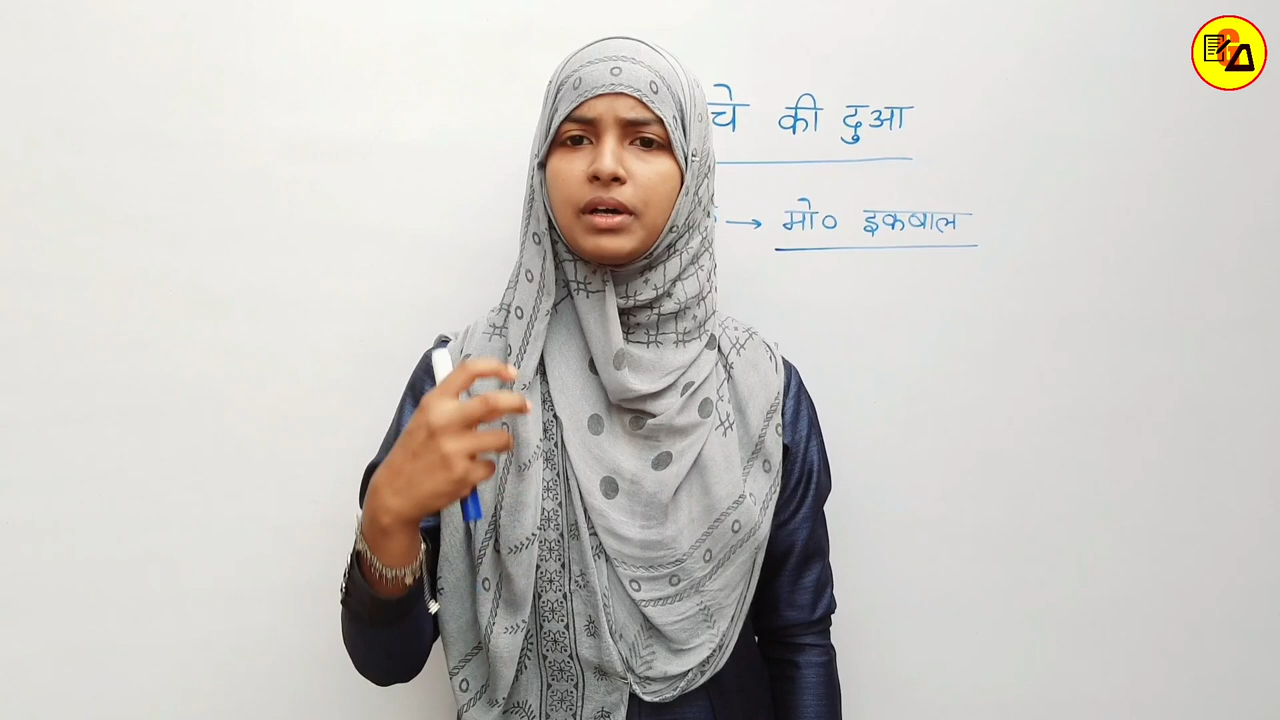 चे की दुआ
→ मो० इकबाल